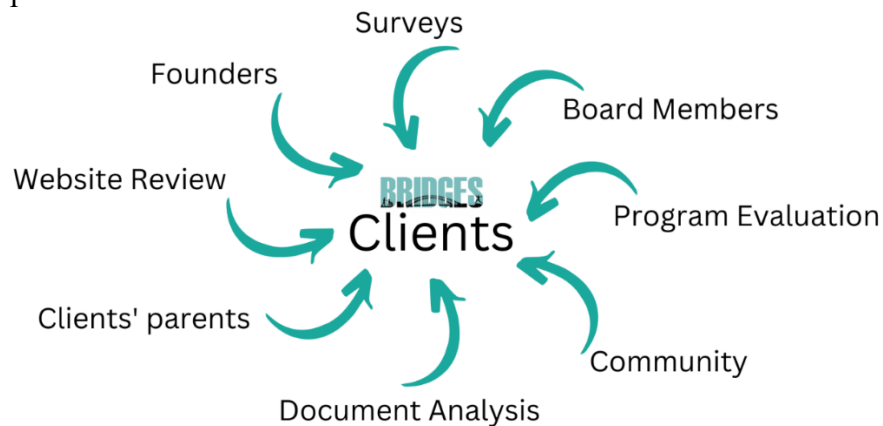 Surveys
Founders
Board Members
Website Review
BRIDGES
Clients
Program Evaluation
Clients' parents
Community
Document Analysis